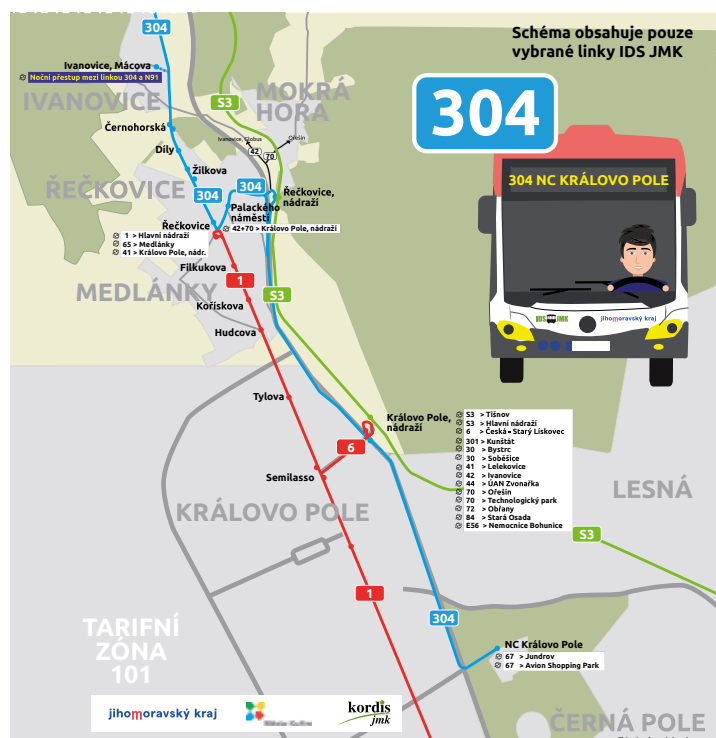 Schéma obsahuje pouze
vybrané linky IDS JMK
304
304
Ivanovice, Mácova
Noční přestup mezi linkou 304 a N91
IVANOVICE
MOKRÁ
HORA
S3
Černohorská
Ivanovice, Globus
Ořešín
42
70
Díly
Žilkova
ŘEČKOVICE
304
304
Řečkovice,
nádraží
Palackého
náměstí
42+70 > Královo Pole, nádraží
Řečkovice
1 > Hlavní nádraží
65 > Medlánky
41 > Královo Pole, nádr.
304 NC KRÁLOVO POLE
IDS JMK
jihomoravský kraj
Filkukova
MEDLÁNKY
1
S3
Kořískova
Hudcova
Tylova
Královo Pole,
nádraží
6
S3 > Tišnov
S3 > Hlavní nádraží
6 > Česká - Starý Lískovec
301 > Kunštát
30 > Bystrc
30 > Soběšice
41 > Lelekovice
42 > Ivanovice
44 > ÚAN Zvonařka
70 > Ořešín
70 > Technologický park
72 > Obřany
84 > Stará Osada
E56 > Nemocnice Bohunice
Semilasso
LESNÁ
KRÁLOVO POLE
S3
1
304
TARIFNÍ
ZÓNA
101
NC Královo Pole
67 > Jundrov
67 > Avion Shopping Park
ČERNÁ POLE
jihomoravský kraj
kordis
jmk